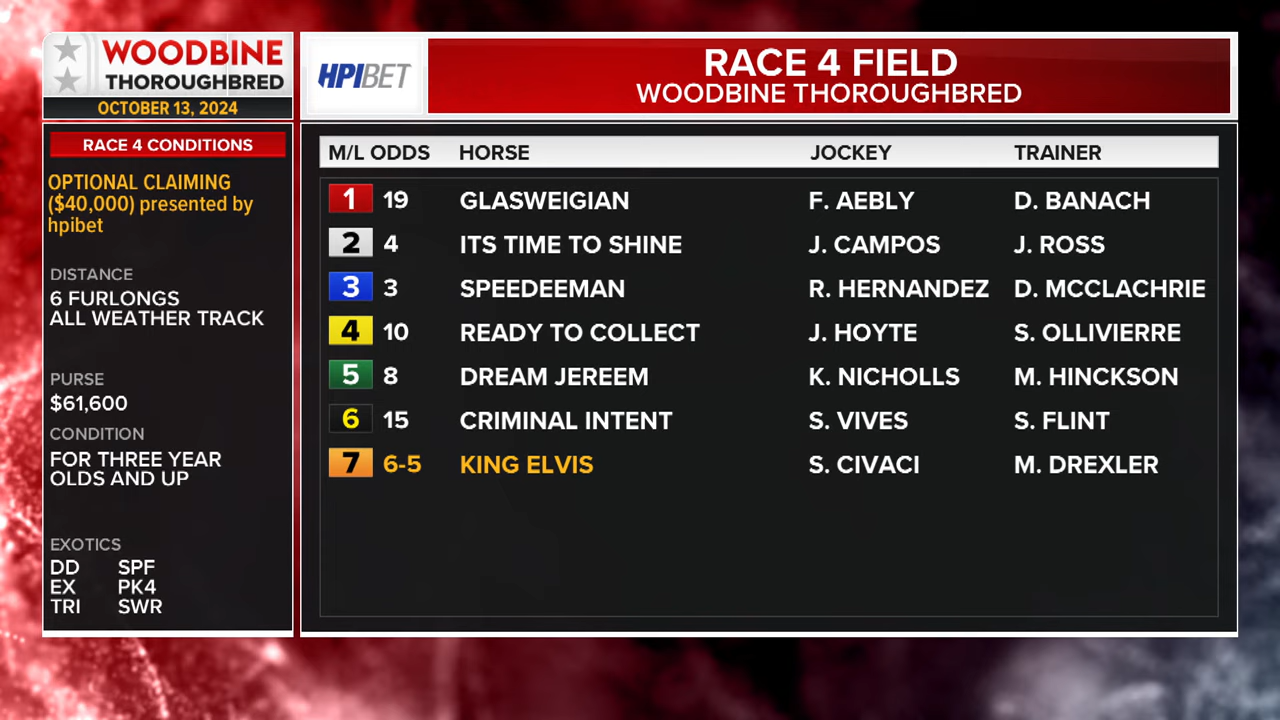 WOODBINE
THOROUGHBRED
OCTOBER 13, 2024
RACE 4 CONDITIONS
OPTIONAL CLAIMING
($40,000) presented by
hpibet
DISTANCE
6 FURLONGS
ALL WEATHER TRACK
PURSE
$61,600
CONDITION
FOR THREE YEAR
OLDS AND UP
EXOTICS
DD SPF
EX PK4
TRI SWR
HPIBET
RACE 4 FIELD
WOODBINE THOROUGHBRED
M/L ODDS HORSE JOCKEY TRAINER
1 19 GLASWEIGIAN F. AEBLY D. BANACH
2 4 ITS TIME TO SHINE J. CAMPOS J. ROSS
3 3 SPEEDEEMAN R. HERNANDEZ D. MCCLACHRIE
4 10 READY TO COLLECT J. HOYTE S. OLLIVIERRE
5 8 DREAM JEREEM K. NICHOLLS M. HINCKSON
6 15 CRIMINAL INTENT S. VIVES S. FLINT
7 6-5 KING ELVIS S. CIVACI M. DREXLER